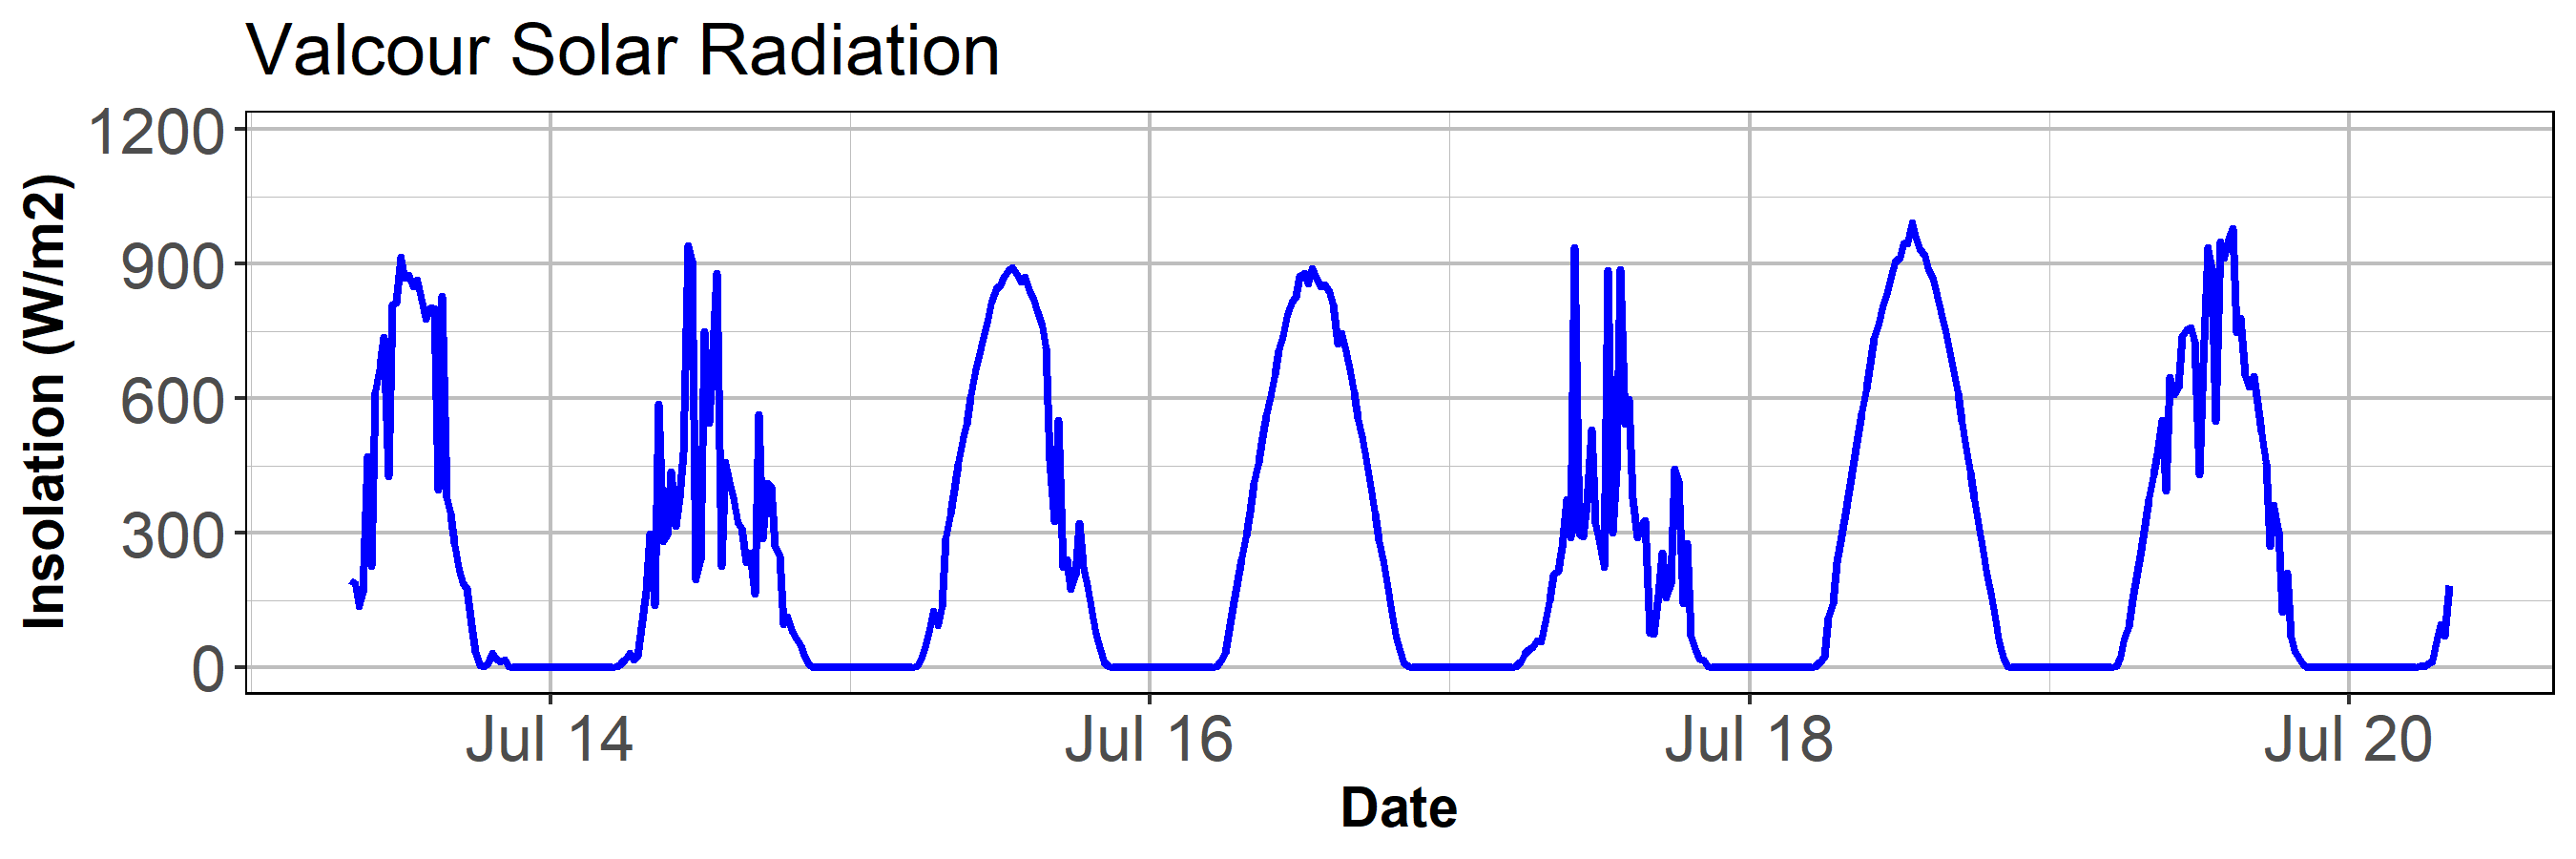 Valcour Solar Radiation
1200
900
600
300
0
Insolation (W/m2)
Jul 14 Jul 16 Jul 18 Jul 20
Date